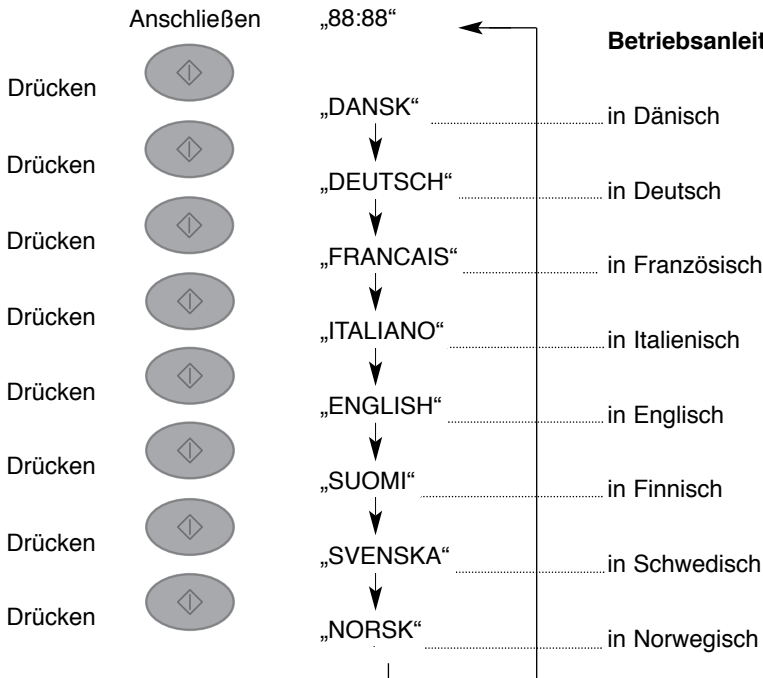 Anschließen „88:88“
Drücken „DANSK“ in Dänisch
Drücken „DEUTSCH“ in Deutsch
Drücken „FRANCAIS“ in Französisch
Drücken „ITALIANO“ in Italienisch
Drücken „ENGLISH“ in Englisch
Drücken „SUOMI“ in Finnisch
Drücken „SVENSKA“ in Schwedisch
Drücken „NORSK“ in Norwegisch